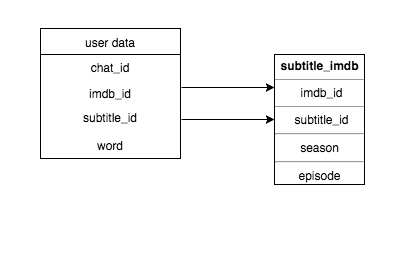 user data
chat_id
imdb_id
subtitle_id
word
subtitle_imdb
imdb_id
subtitle_id
season
episode